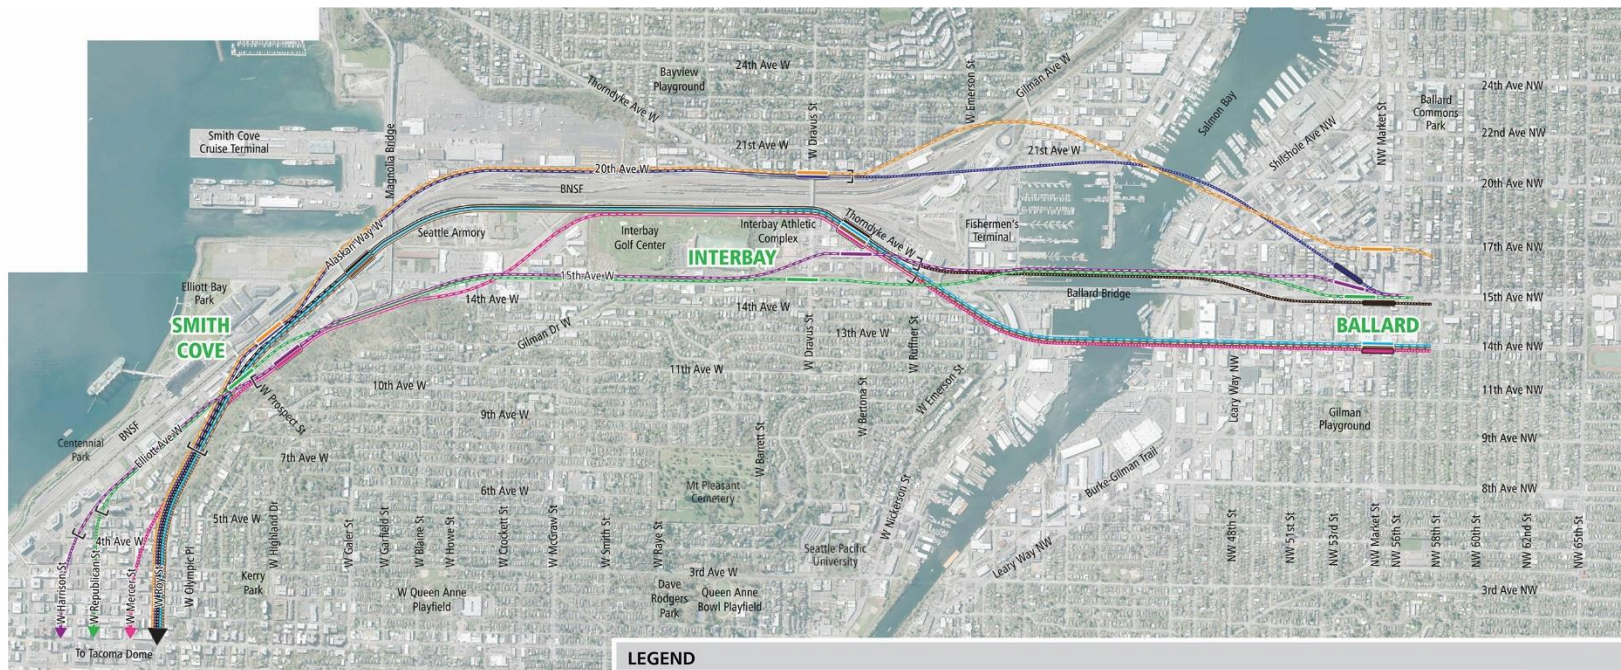 24th Ave W
Bayview
Playground
Thorndyke Ave W
W Emerson St
Gilman Ave W
24th Ave NW
Ballard
Commons
Park
NW Market St
Salmon Bay
Shilshole Ave NW
22nd Ave NW
Smith Cove
Cruise Terminal
Magnolia Bridge
21st Ave W
W Dravus St
21st Ave W
20th Ave W
20th Ave NW
BNSF
Alaskan Way W
Seattle Armory
Interbay
Golf Center
Interbay Athletic
Complex
Thorndyke Ave W
Fishermen's
Terminal
17th Ave NW
INTERBAY
15th Ave W
14th Ave W
14th Ave W
Ballard Bridge
15th Ave NW
Elliott Bay
Park
SMITH
COVE
BALLARD
Gilman Dr W
13th Ave W
W Dravus St
W Ruffner St
14th Ave NW
11th Ave W
10th Ave W
W Prospect St
W Emerson St
Leary Way NW
11th Ave NW
9th Ave W
W Bertona St
Gilman
Playground
Centennial
Park
BNSF
Elliott Ave W
7th Ave W
W Barrett St
9th Ave NW
Burke-Gilman Trail
6th Ave W
Mt Pleasant
Cemetery
8th Ave NW
5th Ave W
4th Ave W
W Highland Dr
W Galer St
W Garfield St
W Blaine St
W Howe St
W Crockett St
W McGraw St
W Smith St
W Raye St
W Nickerson St
NW 48th St
NW 51st St
NW 53rd St
NW Market St
NW 56th St
NW 58th St
NW 60th St
NW 62nd St
NW 65th St
Seattle Pacific
University
Leary Way NW
W Harrison St
W Republican St
W Mercer St
W Roy St
W Olympic Pl
Kerry
Park
W Queen Anne
Playfield
3rd Ave W
Dave
Rodgers
Park
Queen Anne
Bowl Playfield
3rd Ave NW
To Tacoma Dome
LEGEND